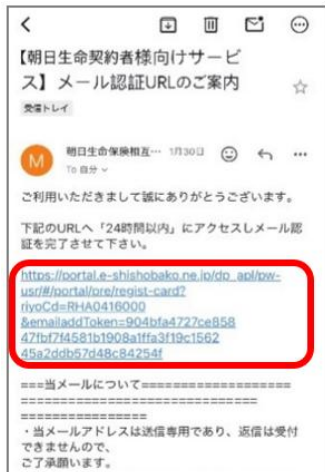 【朝日生命契約者様向けサービ
ス】メール認証URLのご案内
受信トレイ
M
朝日生命保険相互… 1月30日
To 自分
ご利用いただきまして誠にありがとうございます。
下記のURLへ「24時間以内」にアクセスしメール認
証を完了させて下さい。
https://portal.e-shishobako.ne.jp/dp_apl/pw-
usr/#/portal/pre/regist-card?
riyoCd=RHA0416000
&emailaddToken=904bfa4727ce858
47fbf7f4581b1908a1ffa3f19c1562
45a2ddb57d48c84254f
===当メールについて=====================
==============================
================
・当メールアドレスは送信専用であり、返信は受付
できませんので、
ご了承願います。